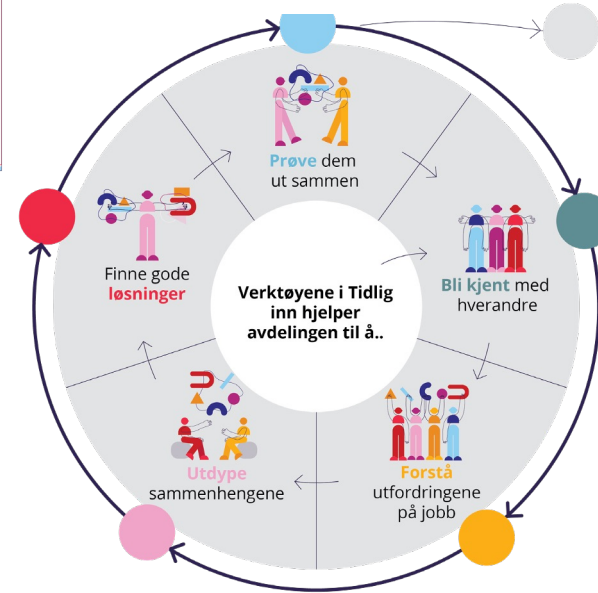 Verktøyene i Tidlig
inn hjelper
avdelingen til å..
Bli kjent med
hverandre
Forstå
utfordringene
på jobb
Utdype
sammenhengene
Finne gode
løsninger
Prøve dem
ut sammen